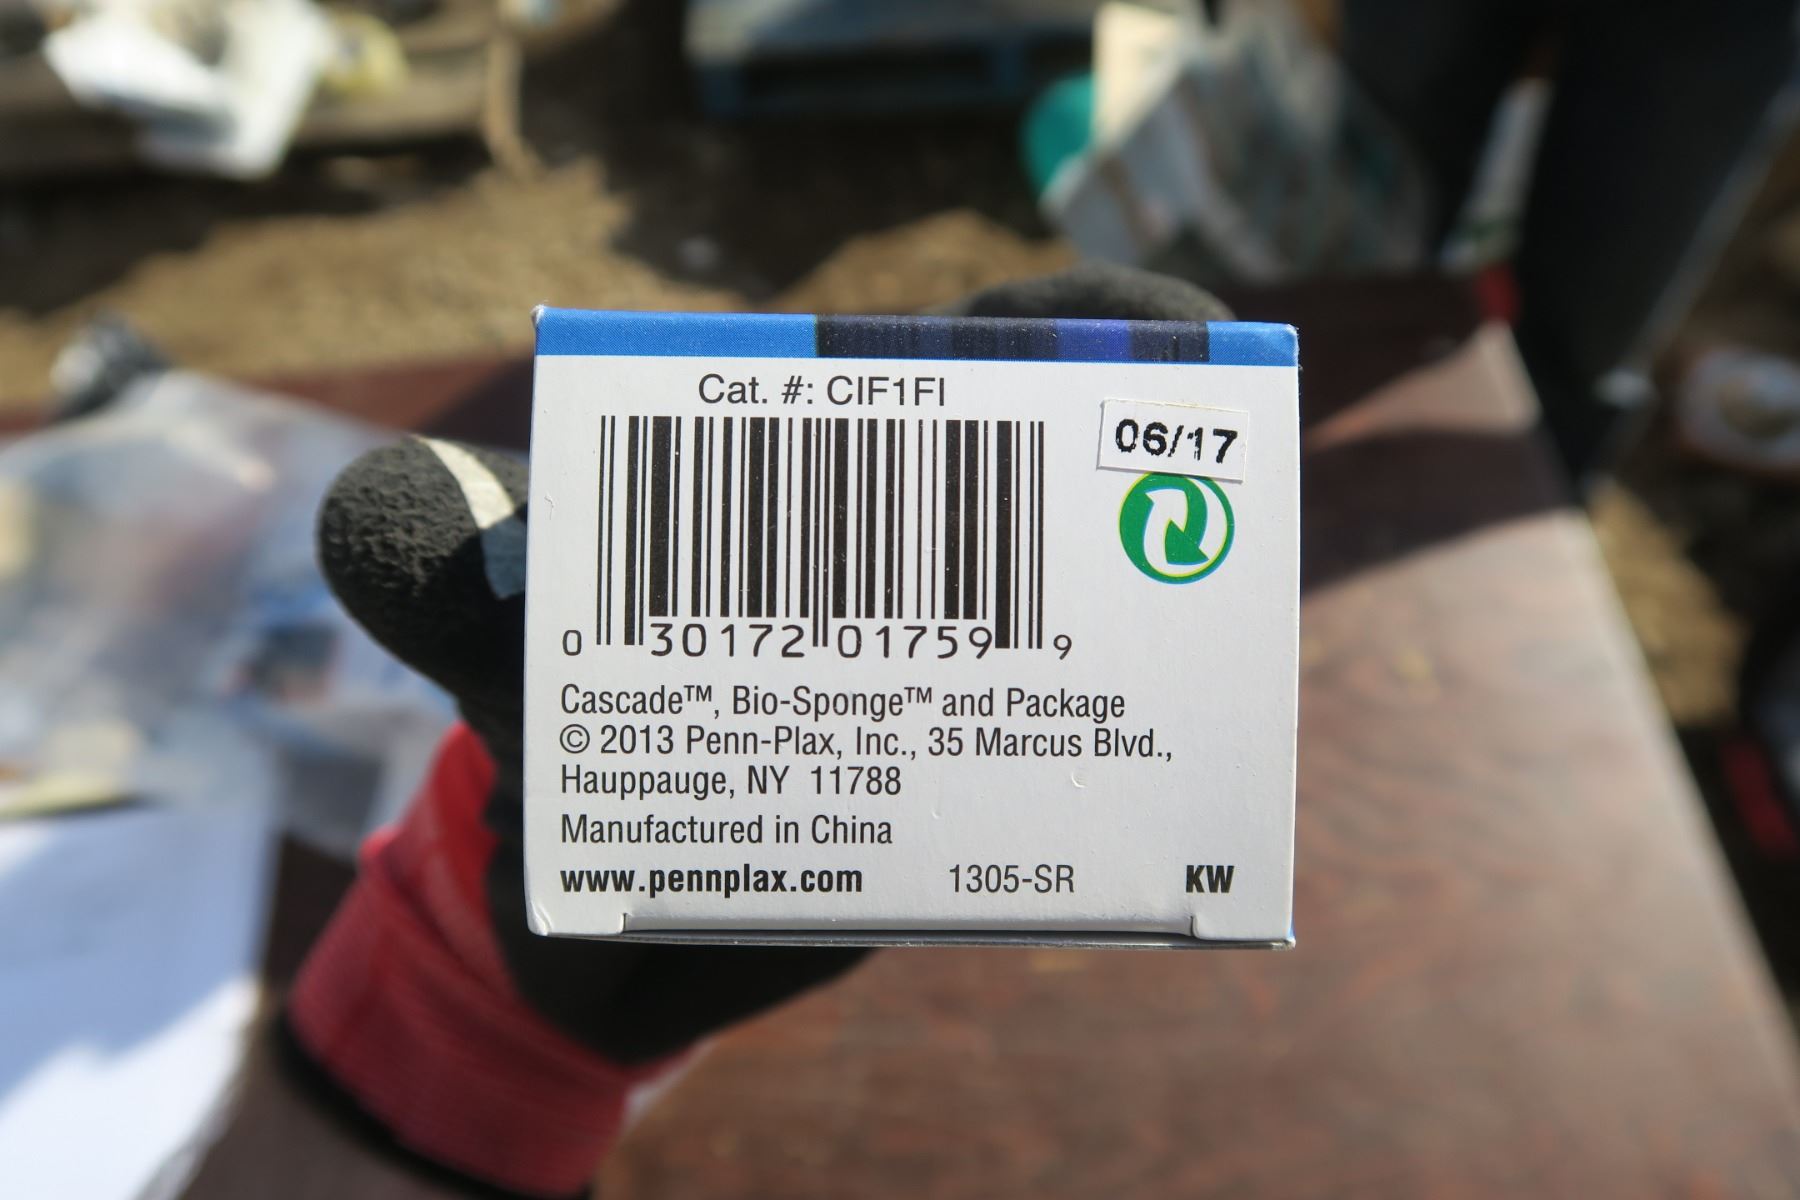 Cat. #: CIF1FI
06/17
0 30172 01759 9
Cascade™, Bio-Sponge™ and Package
© 2013 Penn-Plax, Inc., 35 Marcus Blvd.,
Hauppauge, NY 11788
Manufactured in China
www.pennplax.com 1305-SR KW